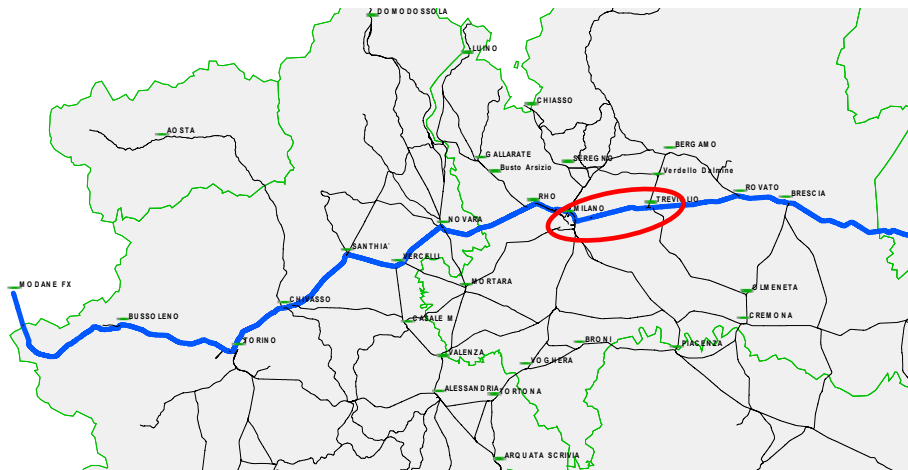 DOMODOSSOLA
LUINO
CHIASSO
AOSTA
BERGAMO
GALLARATE
SEREGNO
Busto Arsizio
Verdello Dalmine
ROVATO
BRESCIA
RHO
TREVIGLIO
MILANO
NOVARA
SANTHIA'
VERCELLI
MORTARA
MODANE FX
OLMENETA
CHIVASSO
BUSSOLENO
CASALE M
CREMONA
TORINO
BRONI
PIACENZA
VALENZA
VOGHERA
ALESSANDRIA
TORTONA
ARQUATA SCRIVIA